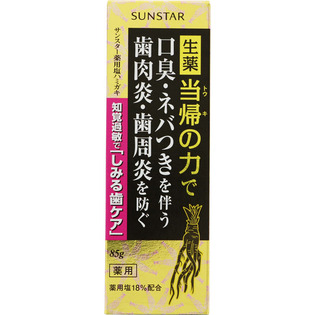 SUNSTAR
サンスター薬用塩ハミガキ
生薬
トウキ
当帰の力で
口臭・ネバつきを伴う
歯肉炎・歯周炎を防ぐ
知覚過敏で「しみる歯ケア」
85g
薬用
薬用塩18%配合